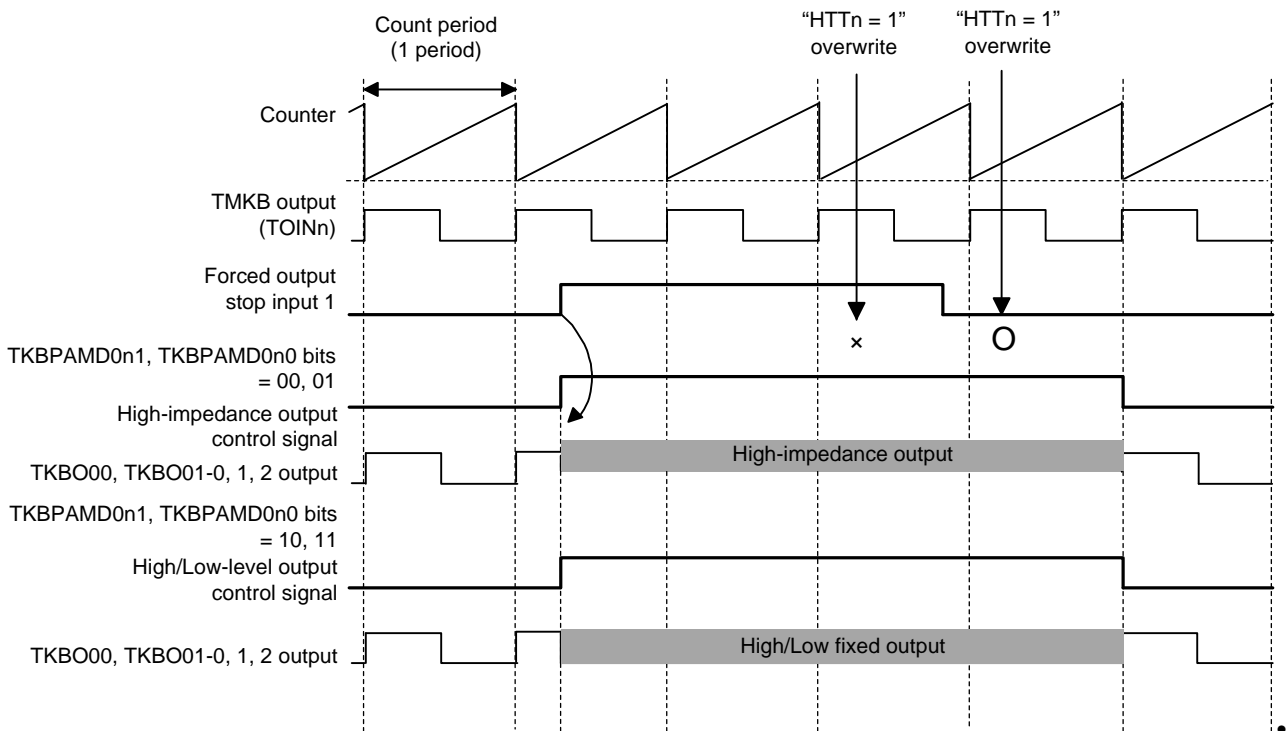 Count period
(1 period)
“HTTn = 1”
overwrite
“HTTn = 1”
overwrite
Counter
TMKB output
(TOINn)
Forced output
stop input 1
×
O
TKBPAMD0n1, TKBPAMD0n0 bits
= 00, 01
High-impedance output
control signal
High-impedance output
TKBO00, TKBO01-0, 1, 2 output
TKBPAMD0n1, TKBPAMD0n0 bits
= 10, 11
High/Low-level output
control signal
High/Low fixed output
TKBO00, TKBO01-0, 1, 2 output